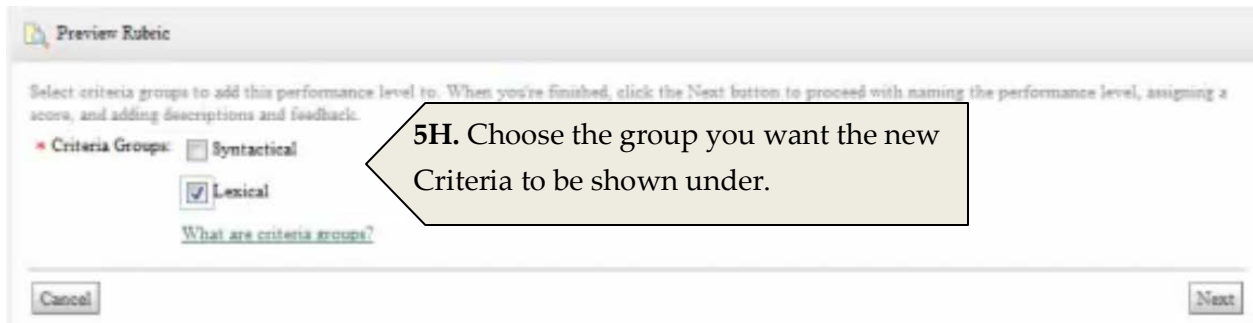 Preview Rubric
Select criteria groups to add this performance level to. When you're finished, click the Next button to proceed with naming the performance level, assigning a
score, and adding descriptions and feedback.
* Criteria Groups: Syntactical
Lexical
What are criteria groups?
5H. Choose the group you want the new
Criteria to be shown under.
Cancel
Next